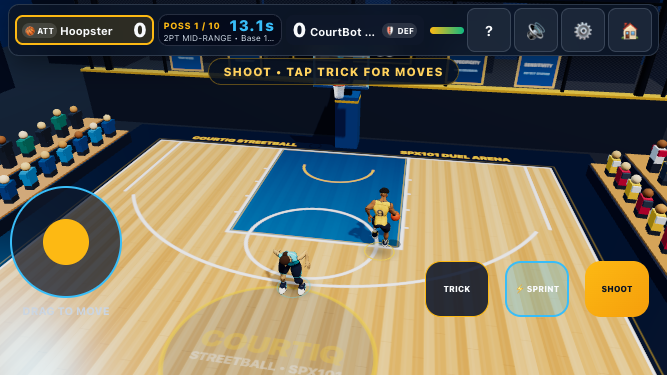 ATT Hoopster 0
POSS 1 / 10 13.1s
2PT MID-RANGE • Base 1...
0 CourtBot ... DEF
?
SHOOT • TAP TRICK FOR MOVES
COURTIQ STREETBALL
SPX101 DUEL ARENA
TRICK
SPRINT
SHOOT
COURTIQ
STREETBALL • SPX101